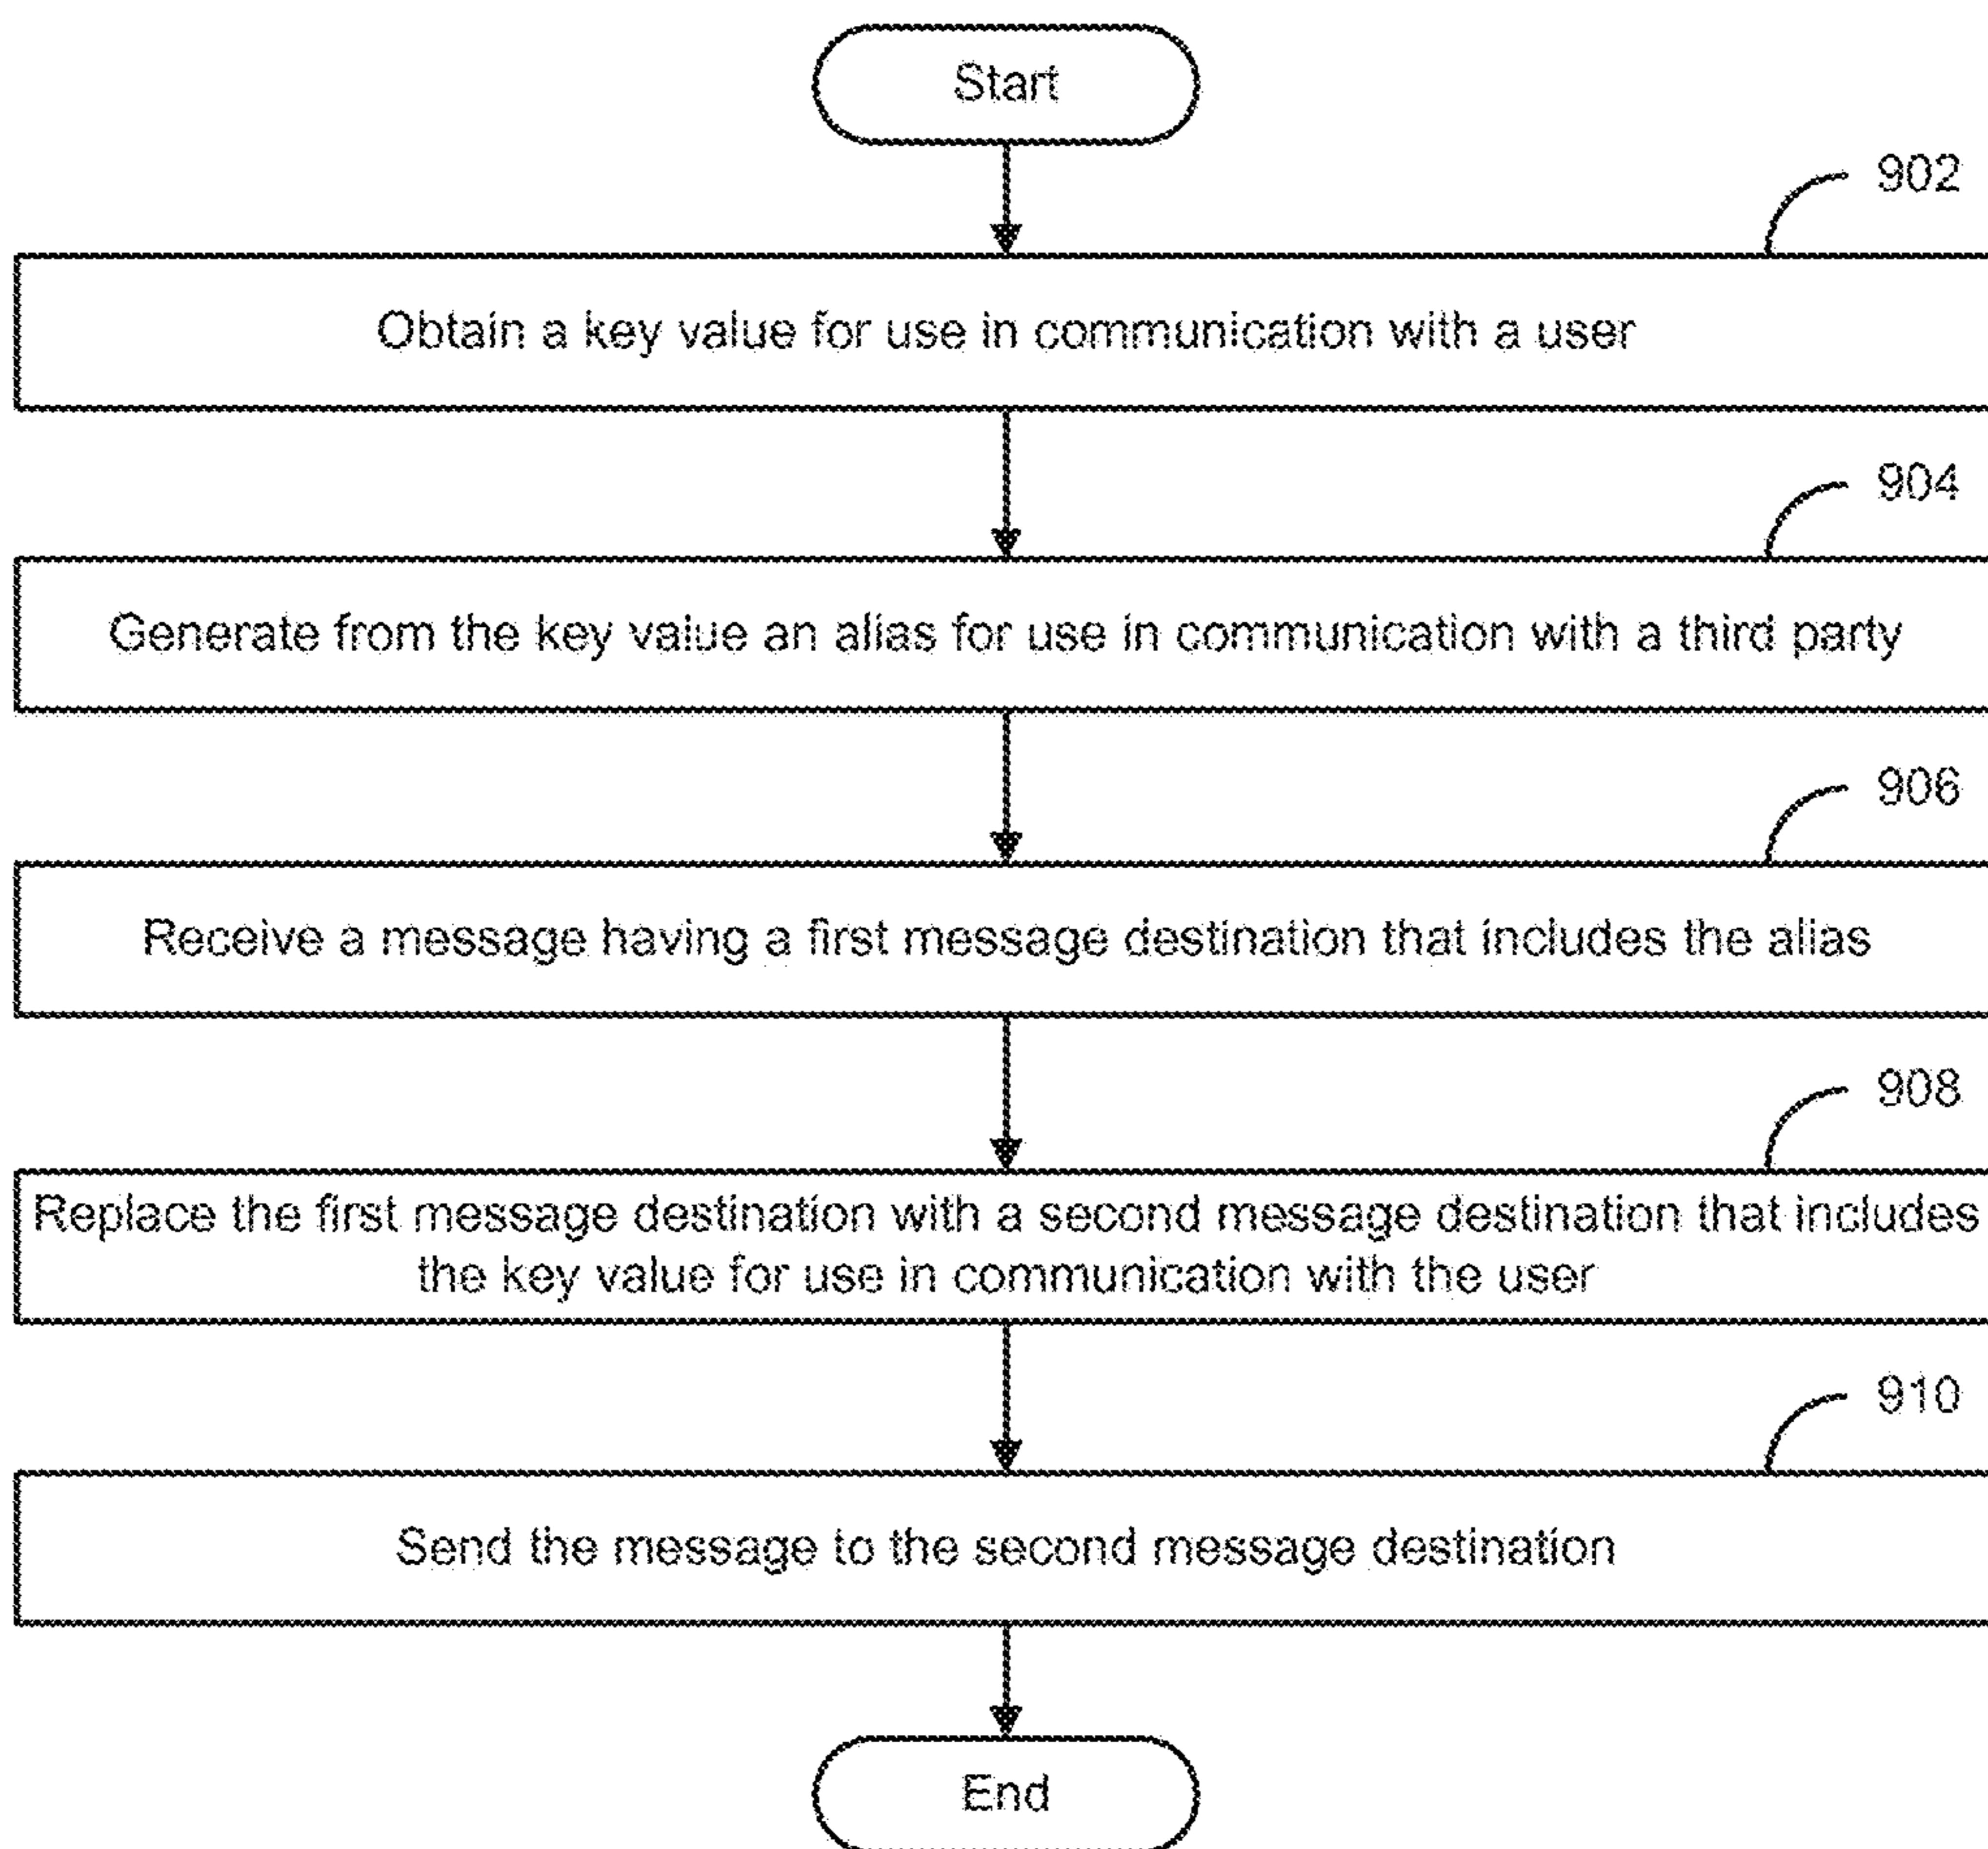 Start
902
Obtain a key value for use in communication with a user
904
Generate from the key value an alias for use in communication with a third party
906
Receive a message having a first message destination that includes the alias
908
Replace the first message destination with a second message destination that includes
the key value for use in communication with the user
910
Send the message to the second message destination
End